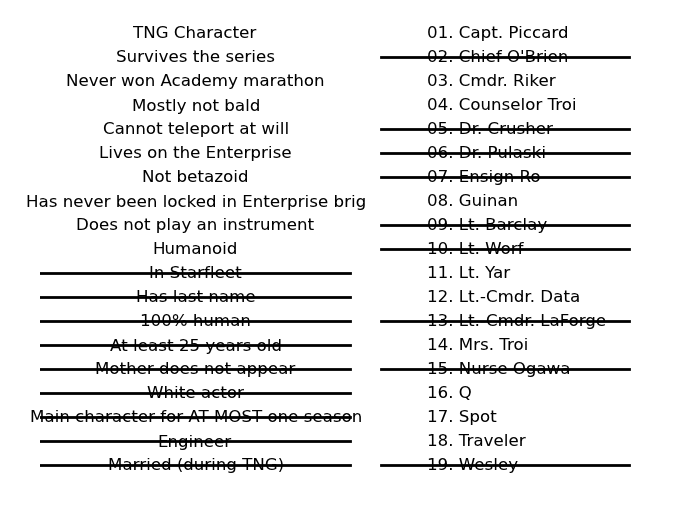 TNG Character
Survives the series
Never won Academy marathon
Mostly not bald
Cannot teleport at will
Lives on the Enterprise
Not betazoid
Has never been locked in Enterprise brig
Does not play an instrument
Humanoid
In Starfleet
Has last name
100% human
At least 25 years old
Mother does not appear
White actor
Main character for AT MOST one season
Engineer
Married (during TNG)
01. Capt. Piccard
02. Chief O'Brien
03. Cmdr. Riker
04. Counselor Troi
05. Dr. Crusher
06. Dr. Pulaski
07. Ensign Ro
08. Guinan
09. Lt. Barclay
10. Lt. Worf
11. Lt. Yar
12. Lt.-Cmdr. Data
13. Lt.-Cmdr. LaForge
14. Mrs. Troi
15. Nurse Ogawa
16. Q
17. Spot
18. Traveler
19. Wesley